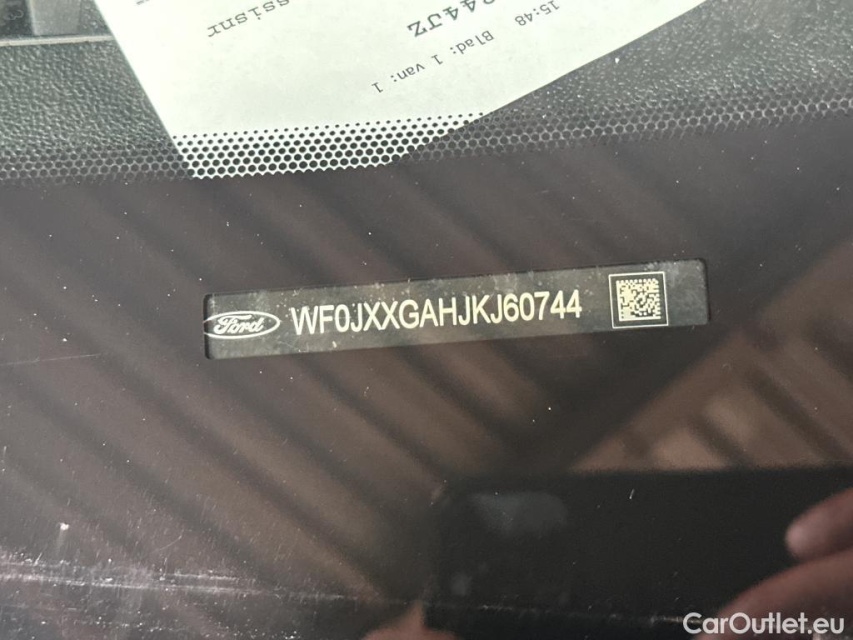 15:48 Blad: 1 van: 1
Ford WF0JXXGAHJKJ60744
CarOutlet.eu